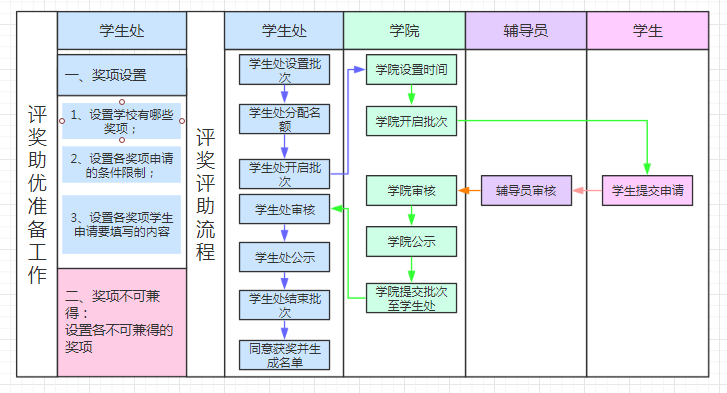 评奖助优准备工作
学生处
一、奖项设置
1、设置学校有哪些
奖项；
2、设置各奖项申请
的条件限制；
3、设置各奖项学生
申请要填写的内容
二、奖项不可兼
得：
设置各不可兼得的
奖项
评奖评助流程
学生处
学生处设置批
次
学生处分配名
额
学生处开启批
次
学生处审核
学生处公示
学生处结束批
次
同意获奖并生
成名单
学院
学院设置时间
学院开启批次
学院审核
学院公示
学院提交批次
至学生处
辅导员
辅导员审核
学生
学生提交申请